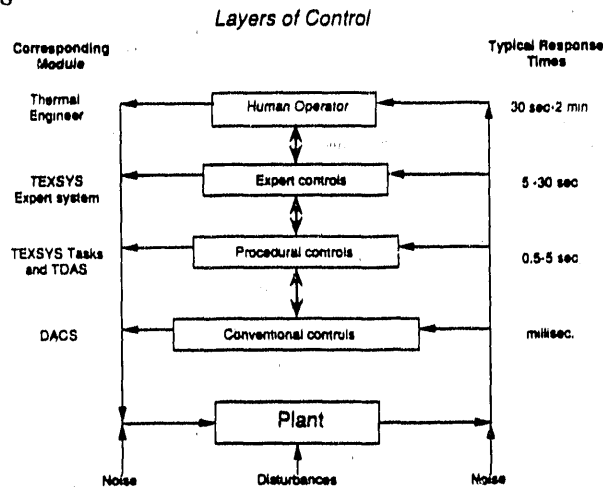 Layers of Control
Corresponding
Module
Typical Response
Times
Thermal
Engineer
Human Operator
30 sec-2 min
TEXSYS
Expert system
Expert controls
5 -30 sec
TEXSYS Tasks
and TDAS
Procedural controls
0.5-5 sec
DACS
Conventional controls
millisec.
Plant
Noise
Disturbances
Noise